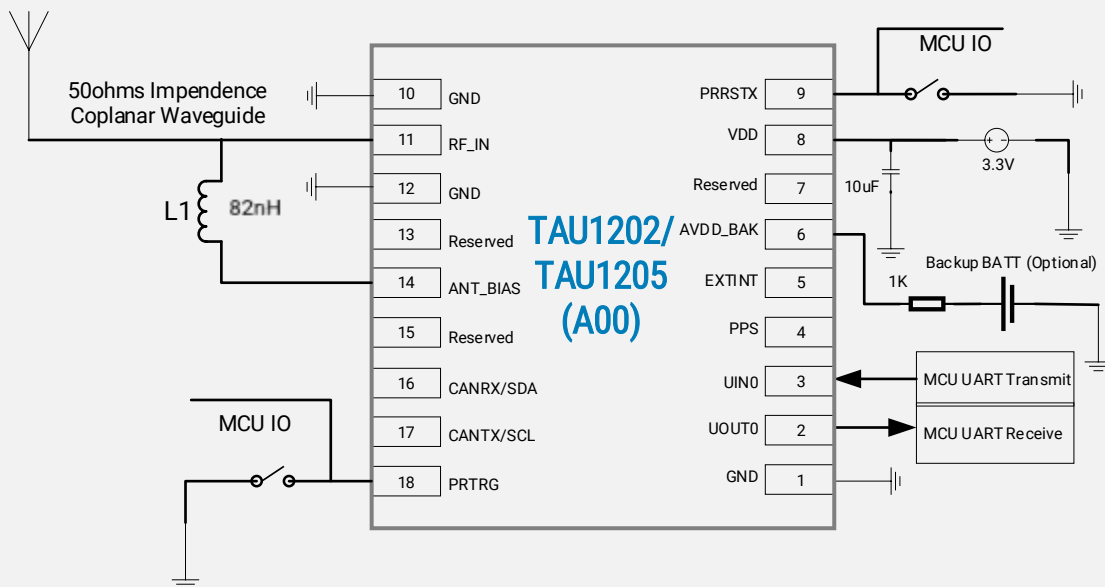 MCU IO
50ohms Impendence
Coplanar Waveguide
10
GND
11
RF_IN
12
GND
13
Reserved
14
ANT_BIAS
15
Reserved
16
CANRX/SDA
17
CANTX/SCL
18
PRTRG
L1
82nH
MCU IO
TAU1202/
TAU1205
(A00)
PRRSTX
9
VDD
8
Reserved
7
AVDD_BAK
6
EXTINT
5
PPS
4
UIN0
3
UOUT0
2
GND
1
10uF
3.3V
Backup BATT (Optional)
1K
MCU UART Transmit
MCU UART Receive